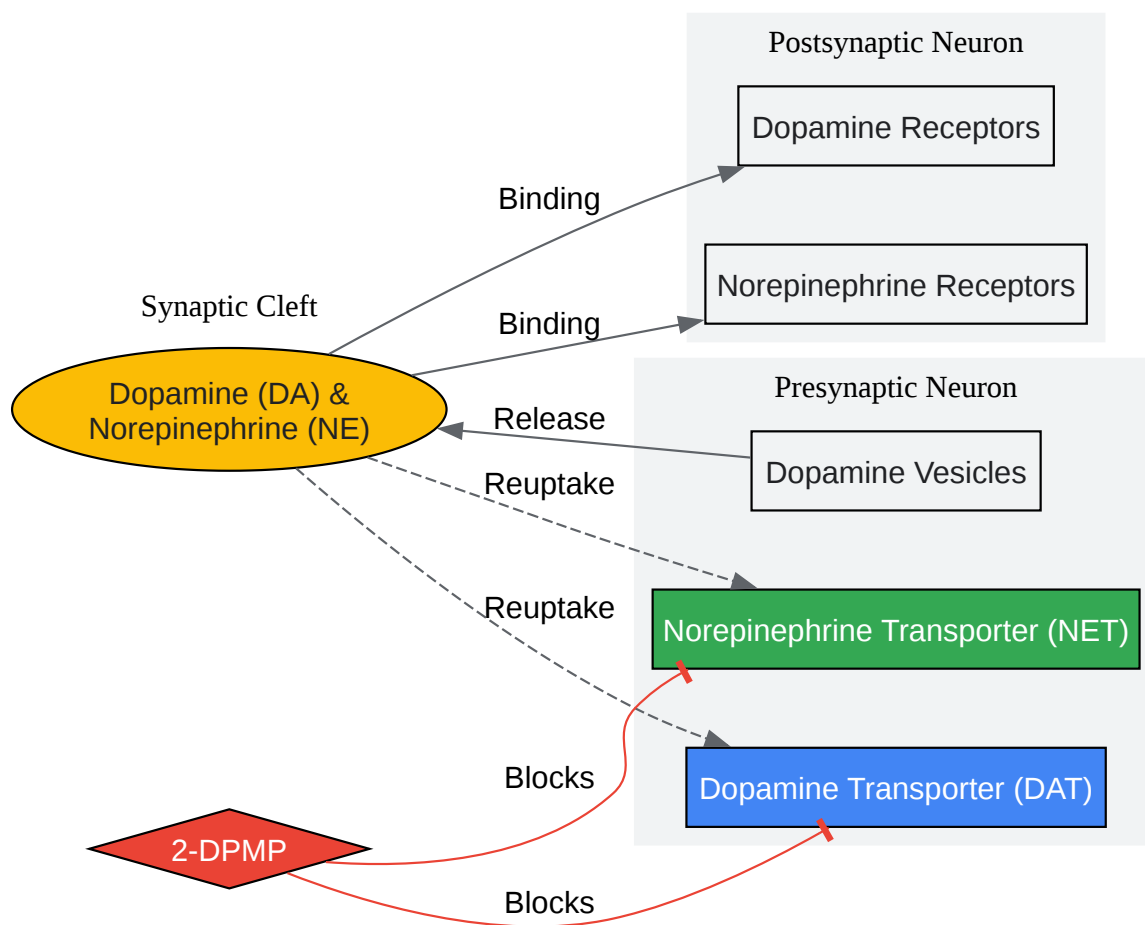 Postsynaptic Neuron
Dopamine Receptors
Binding
Norepinephrine Receptors
Synaptic Cleft
Binding
Dopamine (DA) &
Norepinephrine (NE)
Presynaptic Neuron
Release
Dopamine Vesicles
Reuptake
Reuptake
Norepinephrine Transporter (NET)
Blocks
Dopamine Transporter (DAT)
2-DPMP
Blocks